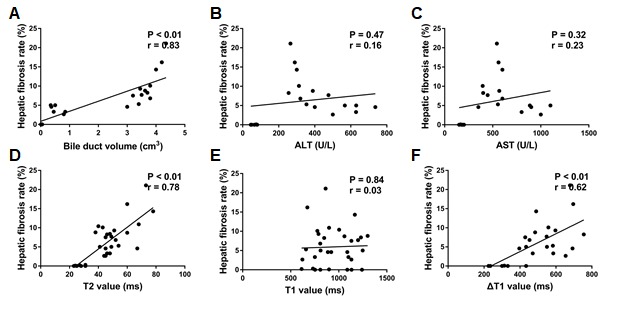 A
P < 0.01
r = 0.83
Hepatic fibrosis rate (%)
25
20
15
10
5
0
0 1 2 3 4 5
Bile duct volume (cm³)
B
P = 0.47
r = 0.16
Hepatic fibrosis rate (%)
25
20
15
10
5
0
0 200 400 600 800
ALT (U/L)
C
P = 0.32
r = 0.23
Hepatic fibrosis rate (%)
25
20
15
10
5
0
0 500 1000 1500
AST (U/L)
D
P < 0.01
r = 0.78
Hepatic fibrosis rate (%)
25
20
15
10
5
0
0 20 40 60 80 100
T2 value (ms)
E
P = 0.84
r = 0.03
Hepatic fibrosis rate (%)
25
20
15
10
5
0
0 500 1000 1500
T1 value (ms)
F
P < 0.01
r = 0.62
Hepatic fibrosis rate (%)
25
20
15
10
5
0
0 200 400 600 800
ΔT1 value (ms)